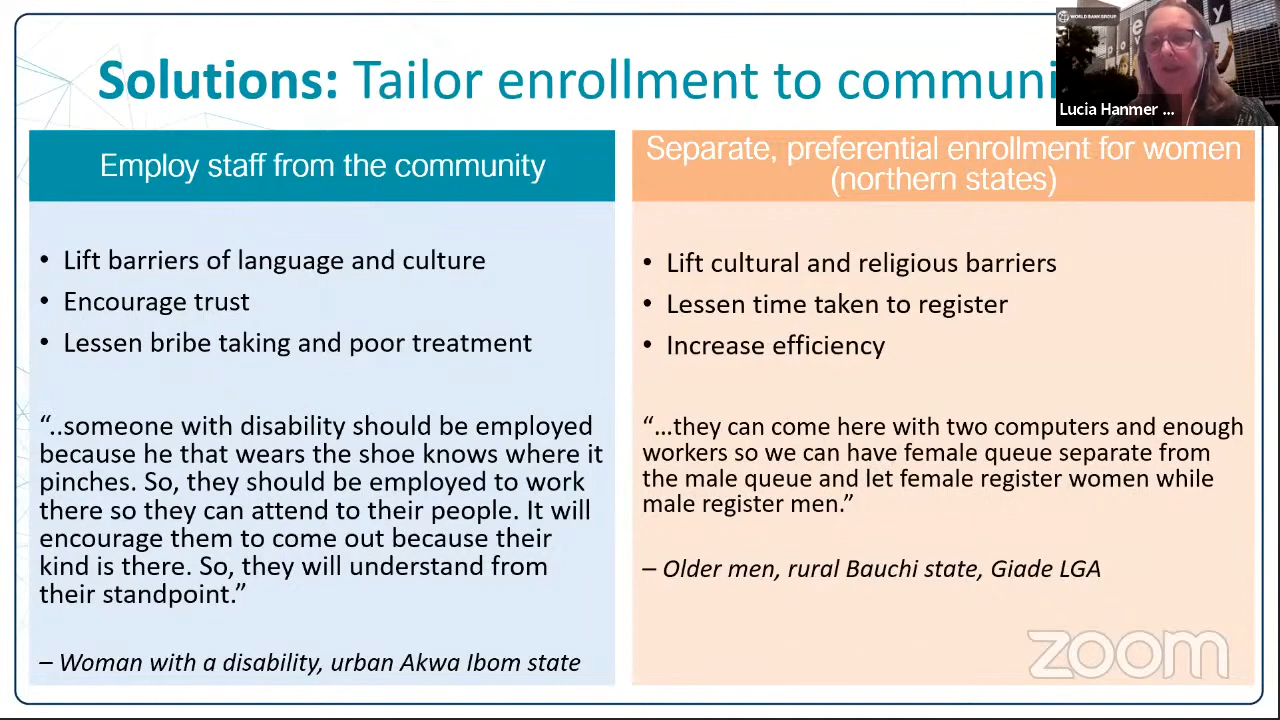 WORLD BANK GROUP
Lucia Hanmer ...
Solutions: Tailor enrollment to communi
Employ staff from the community
• Lift barriers of language and culture
• Encourage trust
• Lessen bribe taking and poor treatment
“..someone with disability should be employed
because he that wears the shoe knows where it
pinches. So, they should be employed to work
there so they can attend to their people. It will
encourage them to come out because their
kind is there. So, they will understand from
their standpoint.”
– Woman with a disability, urban Akwa Ibom state
Separate, preferential enrollment for women
(northern states)
• Lift cultural and religious barriers
• Lessen time taken to register
• Increase efficiency
“…they can come here with two computers and enough
workers so we can have female queue separate from
the male queue and let female register women while
male register men.”
– Older men, rural Bauchi state, Giade LGA
zoom